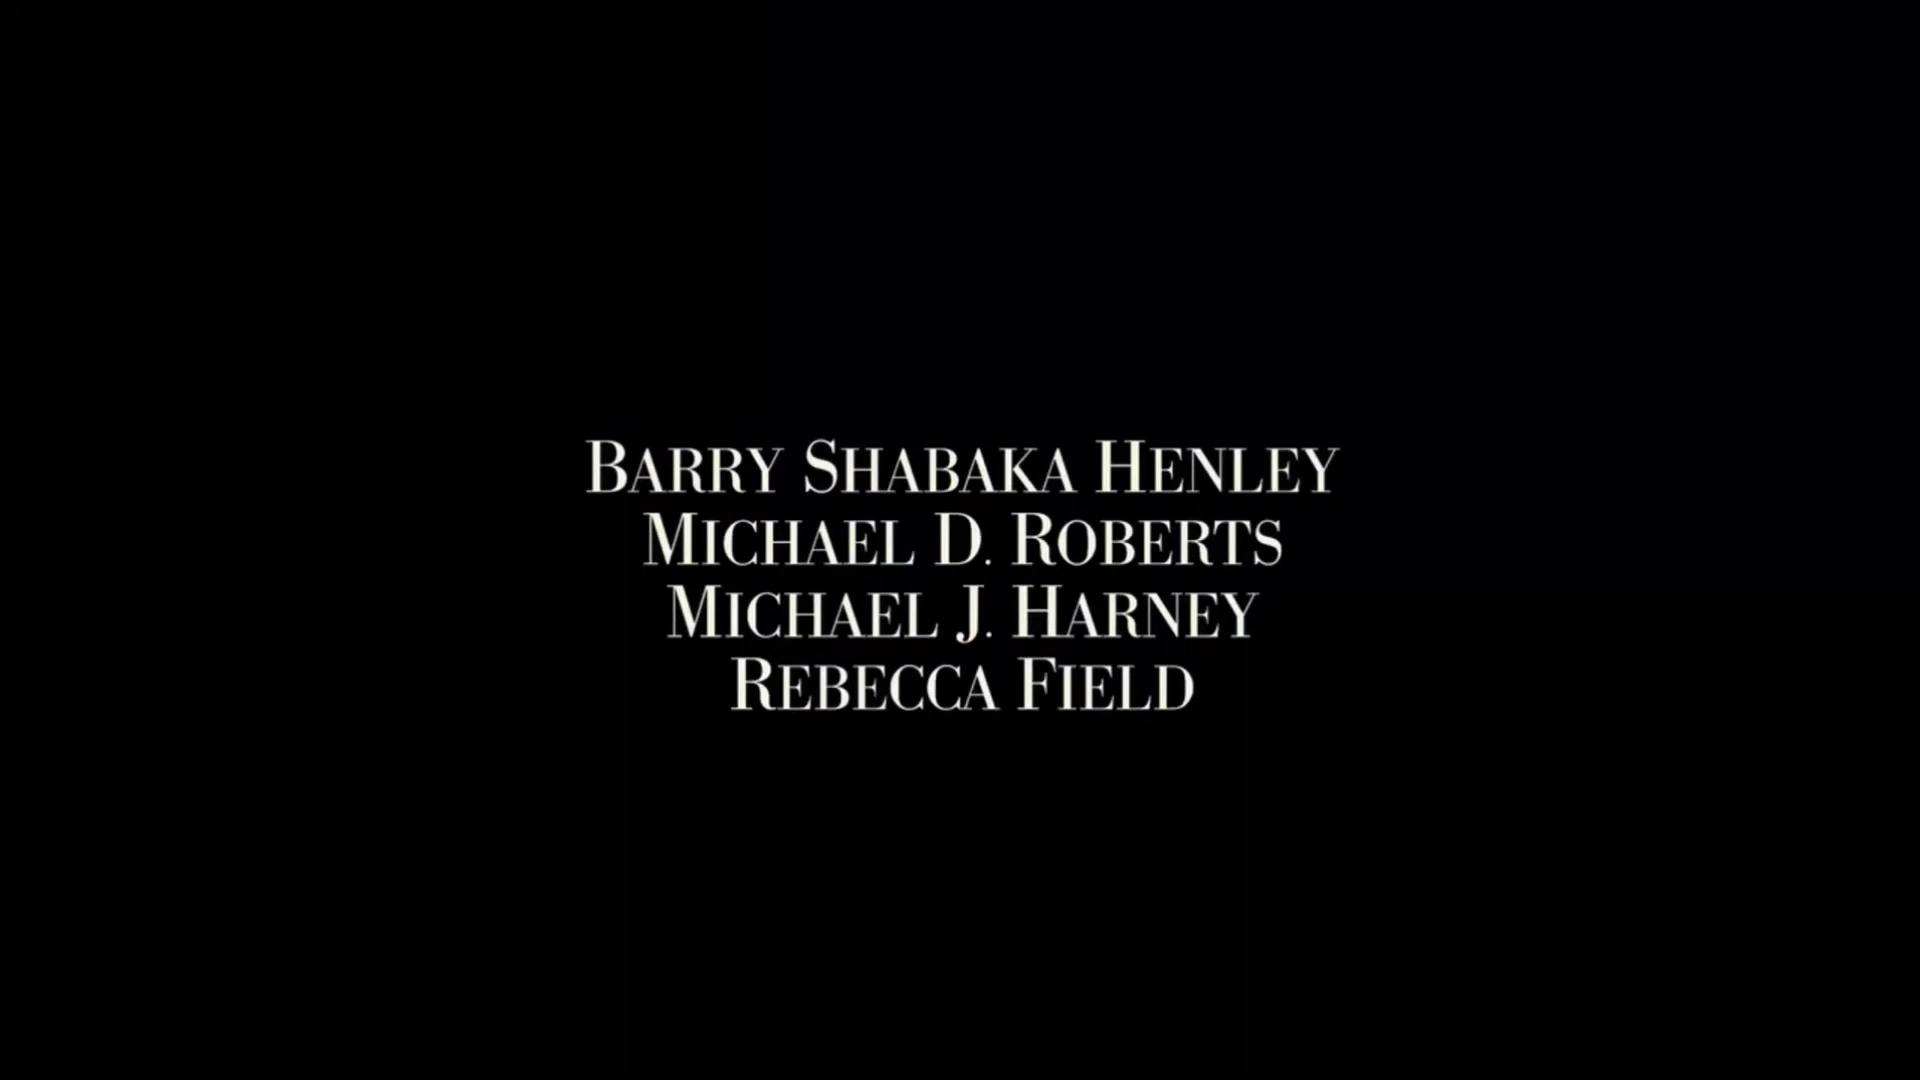 BARRY SHABAKA HENLEY
MICHAEL D. ROBERTS
MICHAEL J. HARNEY
REBECCA FIELD